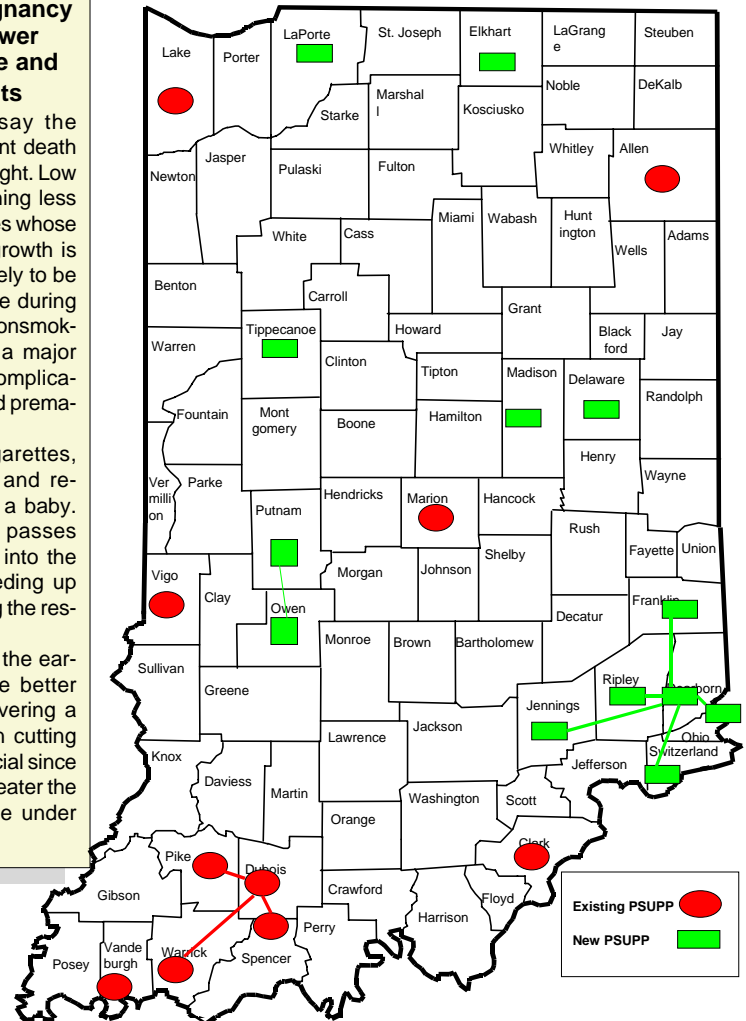 gnancy
wer
e and
ts
say the
nt death
ght. Low
ning less
es whose
growth is
ely to be
e during
onsmok-
a major
omplica-
d prema-
garettes,
and re-
a baby.
passes
into the
eding up
g the res-
the ear-
e better
vering a
n cutting
cial since
eater the
e under
Lake
Porter
LaPorte
St. Joseph
Elkhart
LaGrang
e
Steuben
Noble
DeKalb
Starke
Marshal
l
Kosciusko
Newton
Jasper
Pulaski
Fulton
Whitley
Allen
White
Cass
Miami
Wabash
Hunt
ington
Wells
Adams
Benton
Carroll
Grant
Warren
Tippecanoe
Howard
Black
ford
Jay
Clinton
Tipton
Madison
Delaware
Randolph
Fountain
Mont
gomery
Boone
Hamilton
Henry
Ver
milli
on
Parke
Putnam
Hendricks
Marion
Hancock
Wayne
Rush
Fayette
Union
Vigo
Clay
Owen
Morgan
Johnson
Shelby
Decatur
Franklin
Sullivan
Greene
Monroe
Brown
Bartholomew
Jennings
Ripley
Dearborn
Ohio
Switzerland
Knox
Daviess
Martin
Lawrence
Jackson
Jefferson
Scott
Washington
Orange
Clark
Pike
Dubois
Gibson
Crawford
Floyd
Harrison
Posey
Vande
burgh
Warrick
Spencer
Perry
Existing PSUPP
New PSUPP